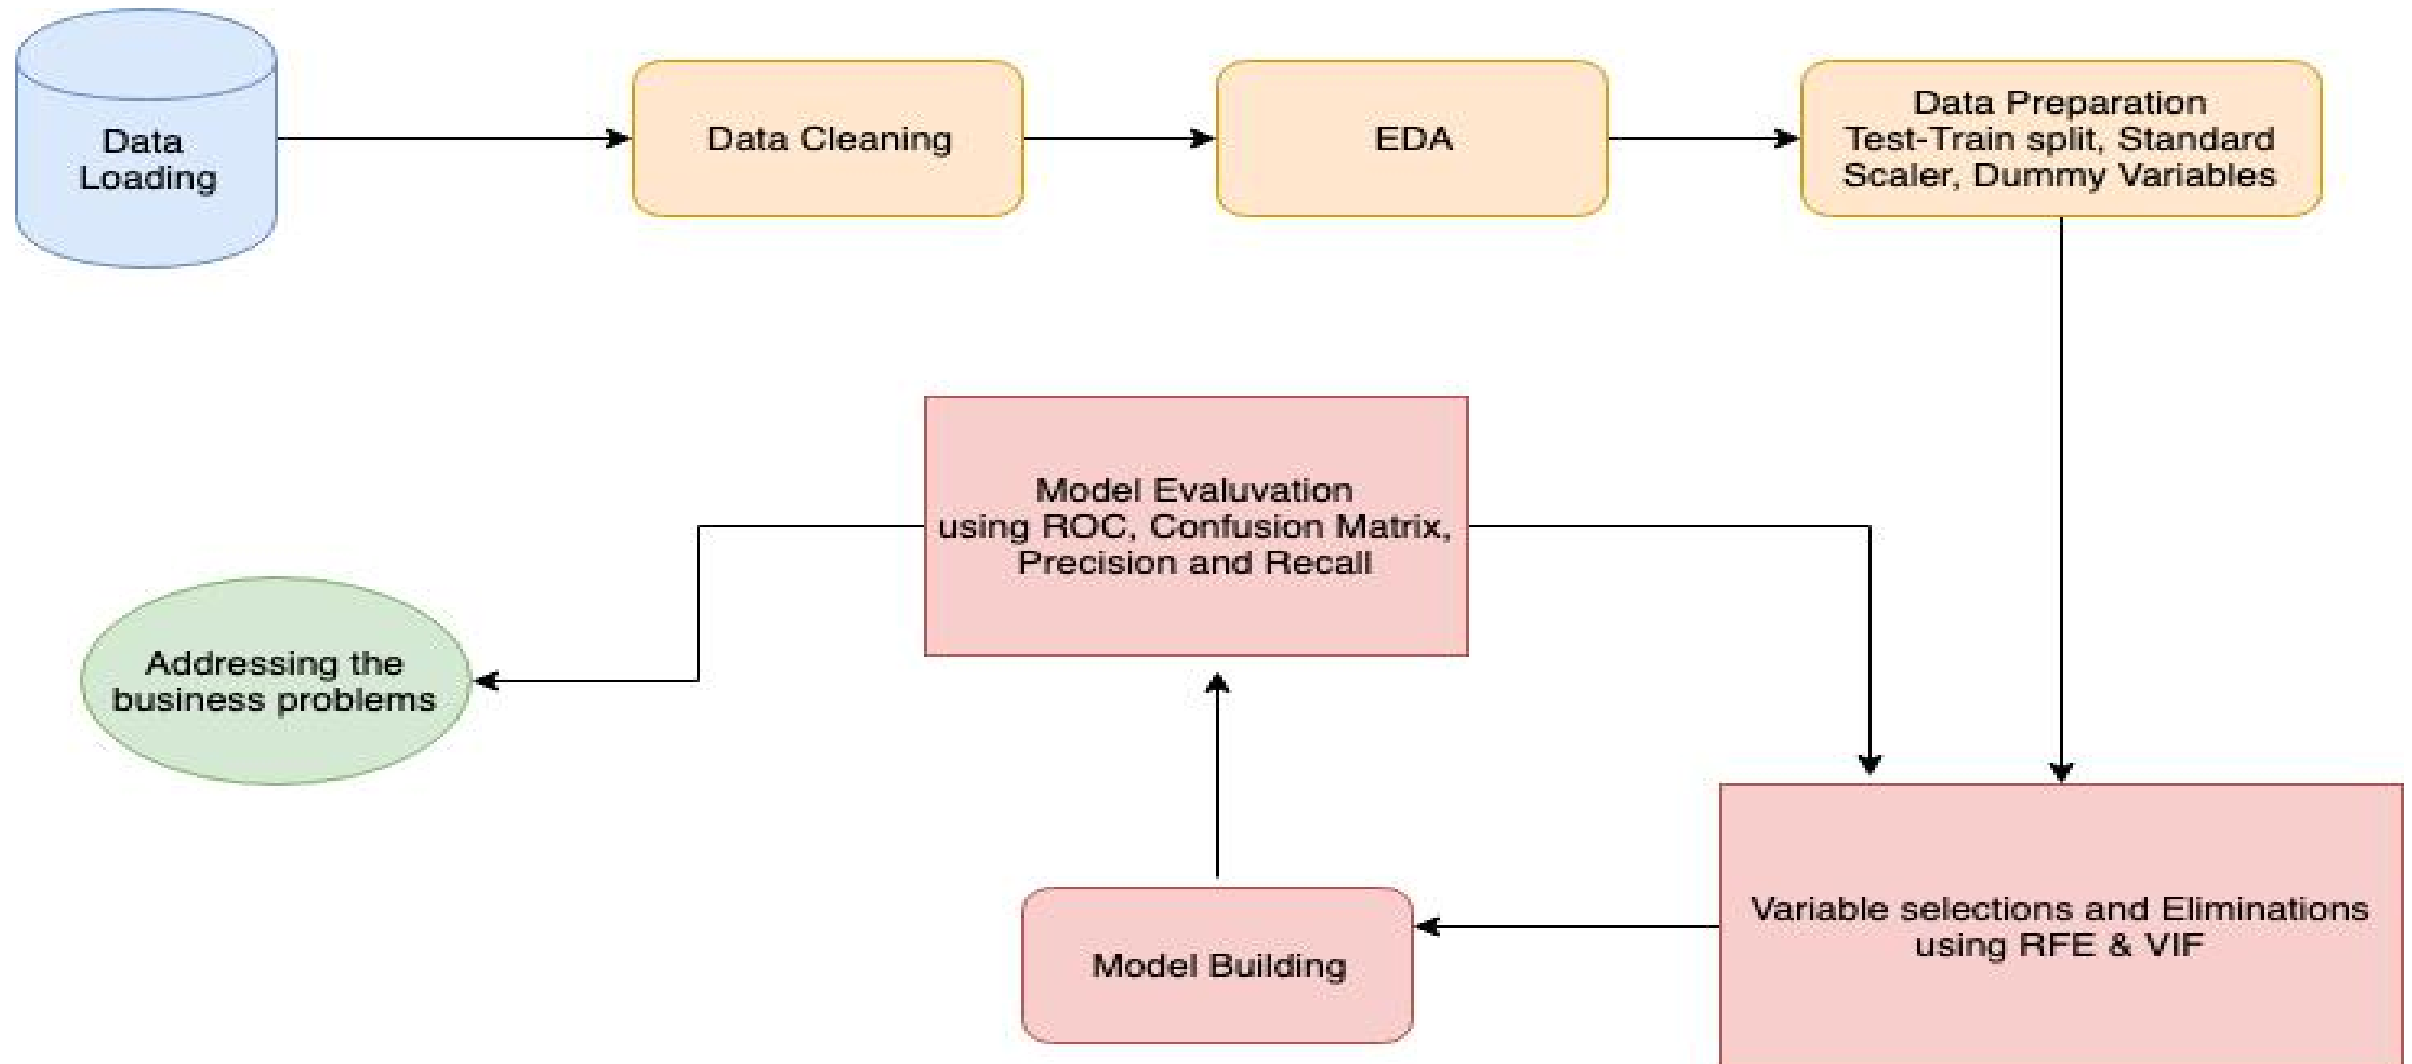 Data
Loading
Data Cleaning
EDA
Data Preparation
Test-Train split, Standard
Scaler, Dummy Variables
Model Evaluvation
using ROC, Confusion Matrix,
Precision and Recall
Addressing the
business problems
Variable selections and Eliminations
using RFE & VIF
Model Building